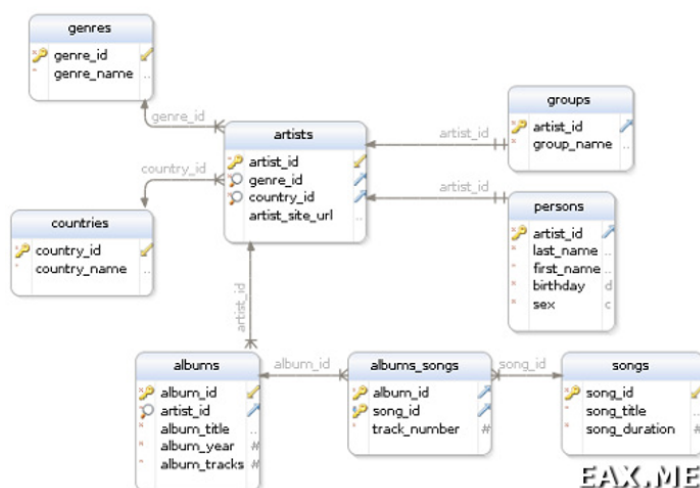 genres
genre_id
genre_name
genre_id
artists
artist_id
genre_id
country_id
artist_site_url
groups
artist_id
group_name
artist_id
country_id
countries
country_id
country_name
artist_id
persons
artist_id
last_name
first_name
birthday d
sex c
artist_id
albums
album_id
artist_id
album_title
album_year #
album_tracks #
album_id
albums_songs
album_id
song_id
track_number #
song_id
songs
song_id
song_title
song_duration #
EAX.ME